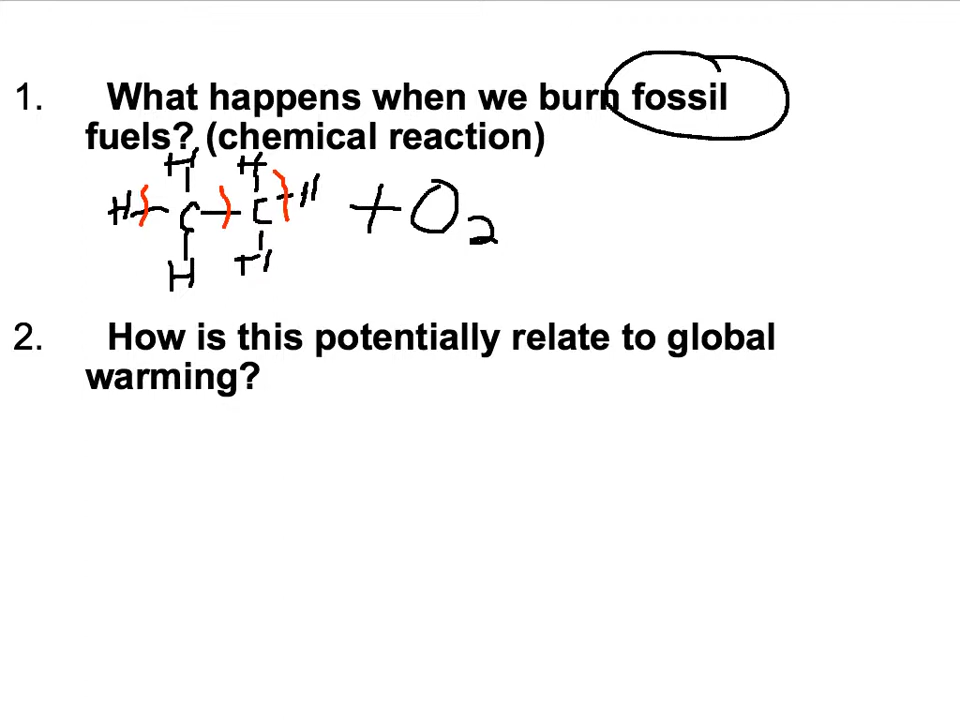 1. What happens when we burn fossil
fuels? (chemical reaction)
H H
H C C H + O2
H H
2. How is this potentially relate to global
warming?